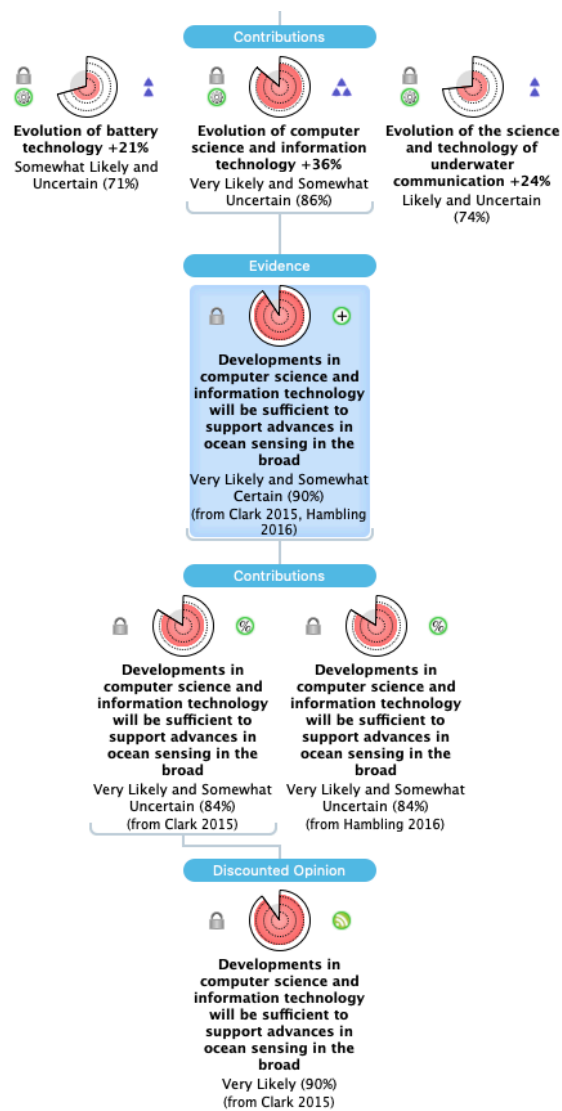 Contributions
Evolution of battery
technology +21%
Somewhat Likely and
Uncertain (71%)
Evolution of computer
science and information
technology +36%
Very Likely and Somewhat
Uncertain (86%)
Evolution of the science
and technology of
underwater
communication +24%
Likely and Uncertain
(74%)
Evidence
+
Developments in
computer science and
information technology
will be sufficient to
support advances in
ocean sensing in the
broad
Very Likely and Somewhat
Certain (90%)
(from Clark 2015, Hambling
2016)
Contributions
%
Developments in
computer science and
information technology
will be sufficient to
support advances in
ocean sensing in the
broad
Very Likely and Somewhat
Uncertain (84%)
(from Clark 2015)
%
Developments in
computer science and
information technology
will be sufficient to
support advances in
ocean sensing in the
broad
Very Likely and Somewhat
Uncertain (84%)
(from Hambling 2016)
Discounted Opinion
Developments in
computer science and
information technology
will be sufficient to
support advances in
ocean sensing in the
broad
Very Likely (90%)
(from Clark 2015)